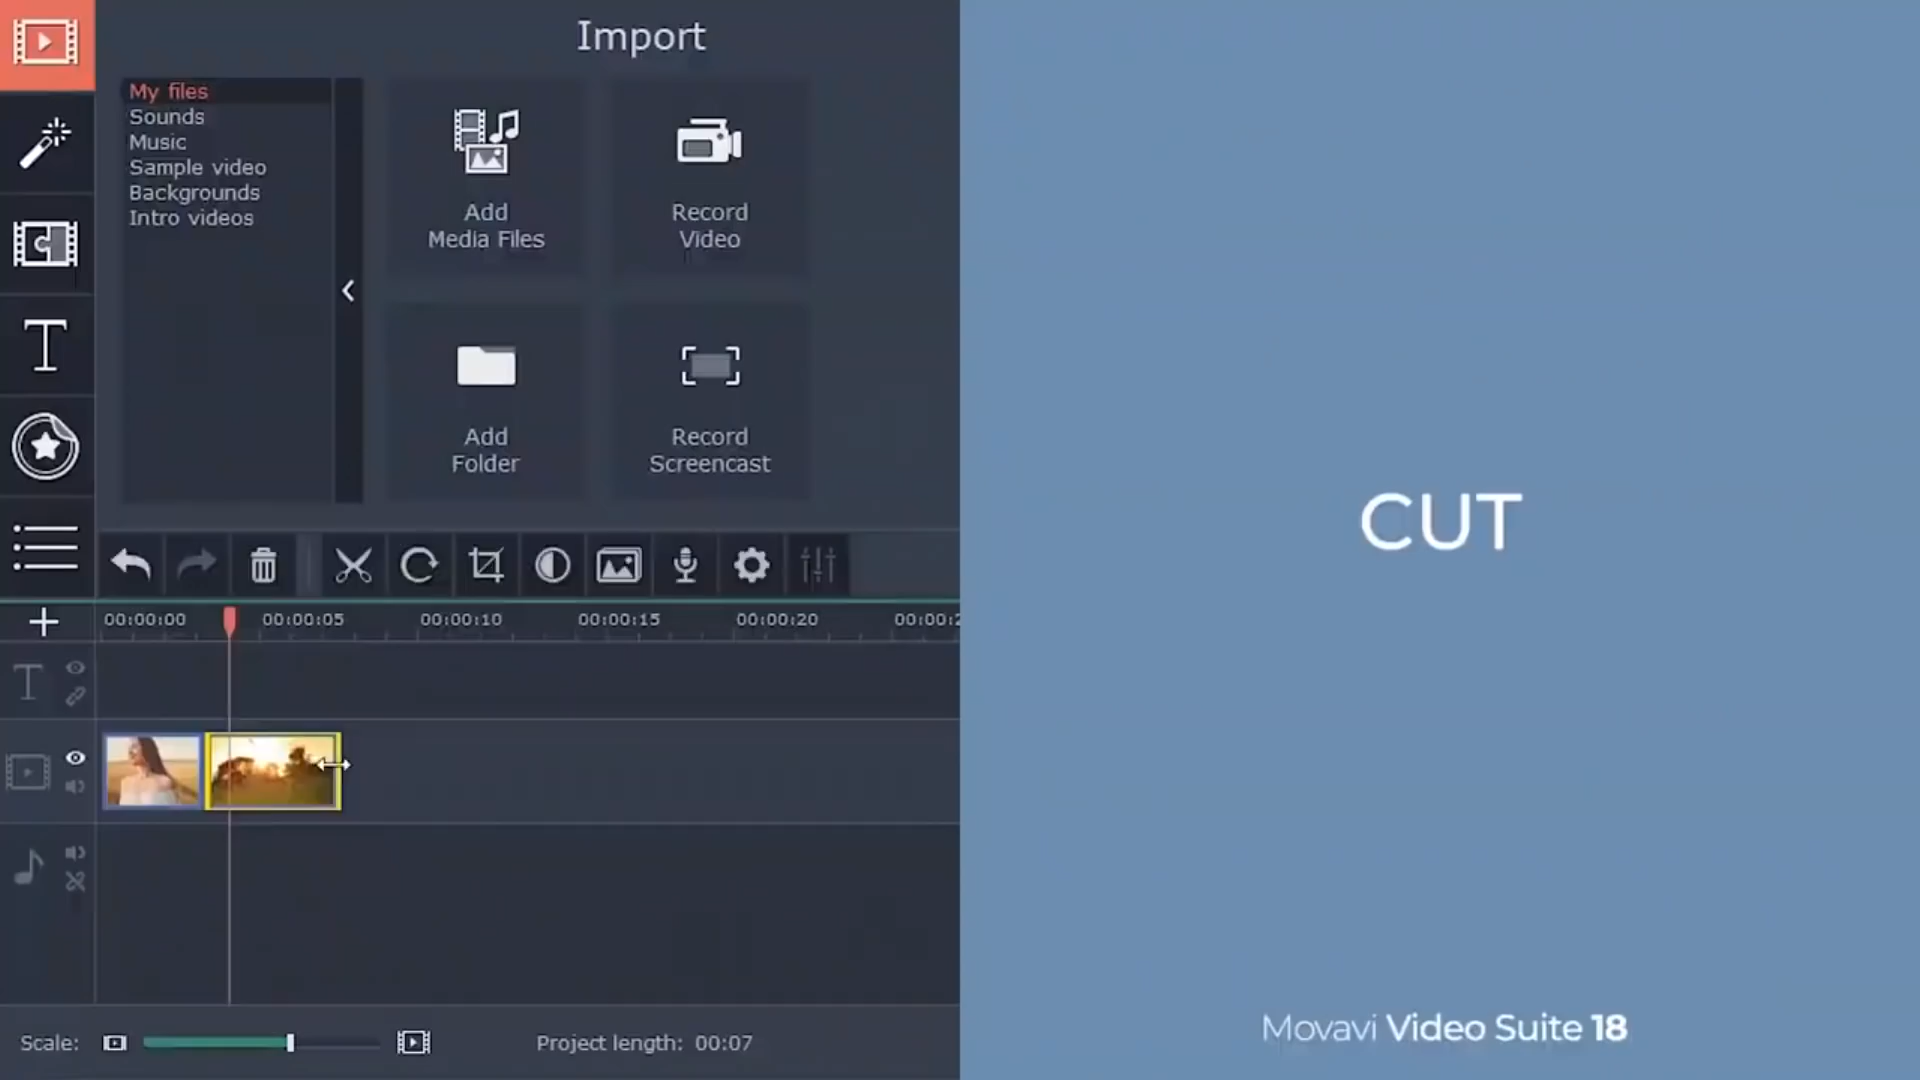 Import
My files
Sounds
Music
Sample video
Backgrounds
Intro videos
Add
Media Files
Record
Video
Add
Folder
Record
Screencast
CUT
00:00:00 00:00:05 00:00:10 00:00:15 00:00:20
Scale: Project length: 00:07
Movavi Video Suite 18